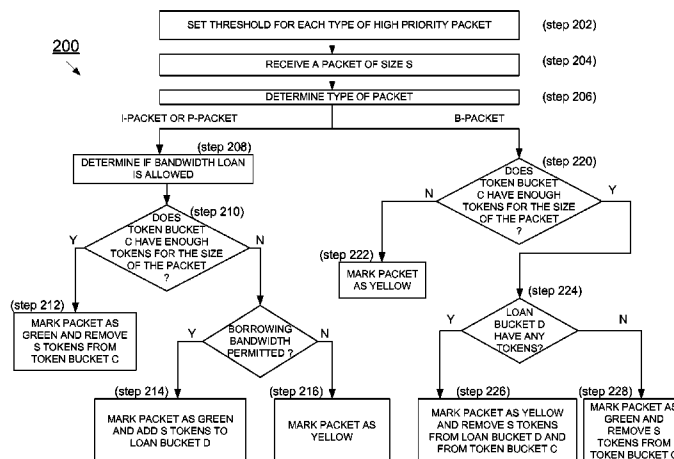 200
SET THRESHOLD FOR EACH TYPE OF HIGH PRIORITY PACKET
(step 202)
RECEIVE A PACKET OF SIZE S
(step 204)
DETERMINE TYPE OF PACKET
(step 206)
I-PACKET OR P-PACKET
B-PACKET
(step 208)
DETERMINE IF BANDWIDTH LOAN
IS ALLOWED
(step 210)
DOES
TOKEN BUCKET
C HAVE ENOUGH
TOKENS FOR THE SIZE
OF THE PACKET
?
Y
N
(step 212)
MARK PACKET AS
GREEN AND REMOVE
S TOKENS FROM
TOKEN BUCKET C
BORROWING
BANDWIDTH
PERMITTED ?
Y
N
(step 214)
MARK PACKET AS GREEN
AND ADD S TOKENS TO
LOAN BUCKET D
(step 216)
MARK PACKET AS
YELLOW
(step 220)
DOES
TOKEN BUCKET
C HAVE ENOUGH
TOKENS FOR THE SIZE
OF THE PACKET
?
N
Y
(step 222)
MARK PACKET
AS YELLOW
(step 224)
LOAN
BUCKET D
HAVE ANY
TOKENS?
Y
N
(step 226)
MARK PACKET AS YELLOW
AND REMOVE S TOKENS
FROM LOAN BUCKET D AND
FROM TOKEN BUCKET C
(step 228)
MARK PACKET AS
GREEN AND
REMOVE S
TOKENS FROM
TOKEN BUCKET C